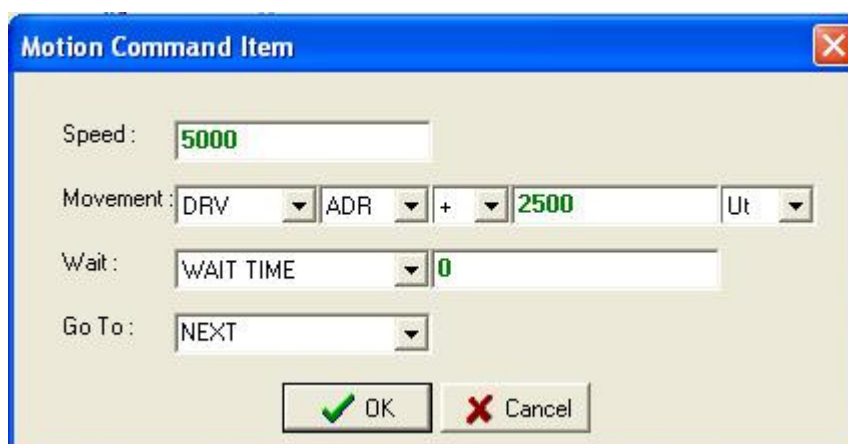 Motion Command Item
Speed : 5000
Movement : DRV ADR + 2500 Ut
Wait : WAIT TIME 0
Go To : NEXT
OK Cancel